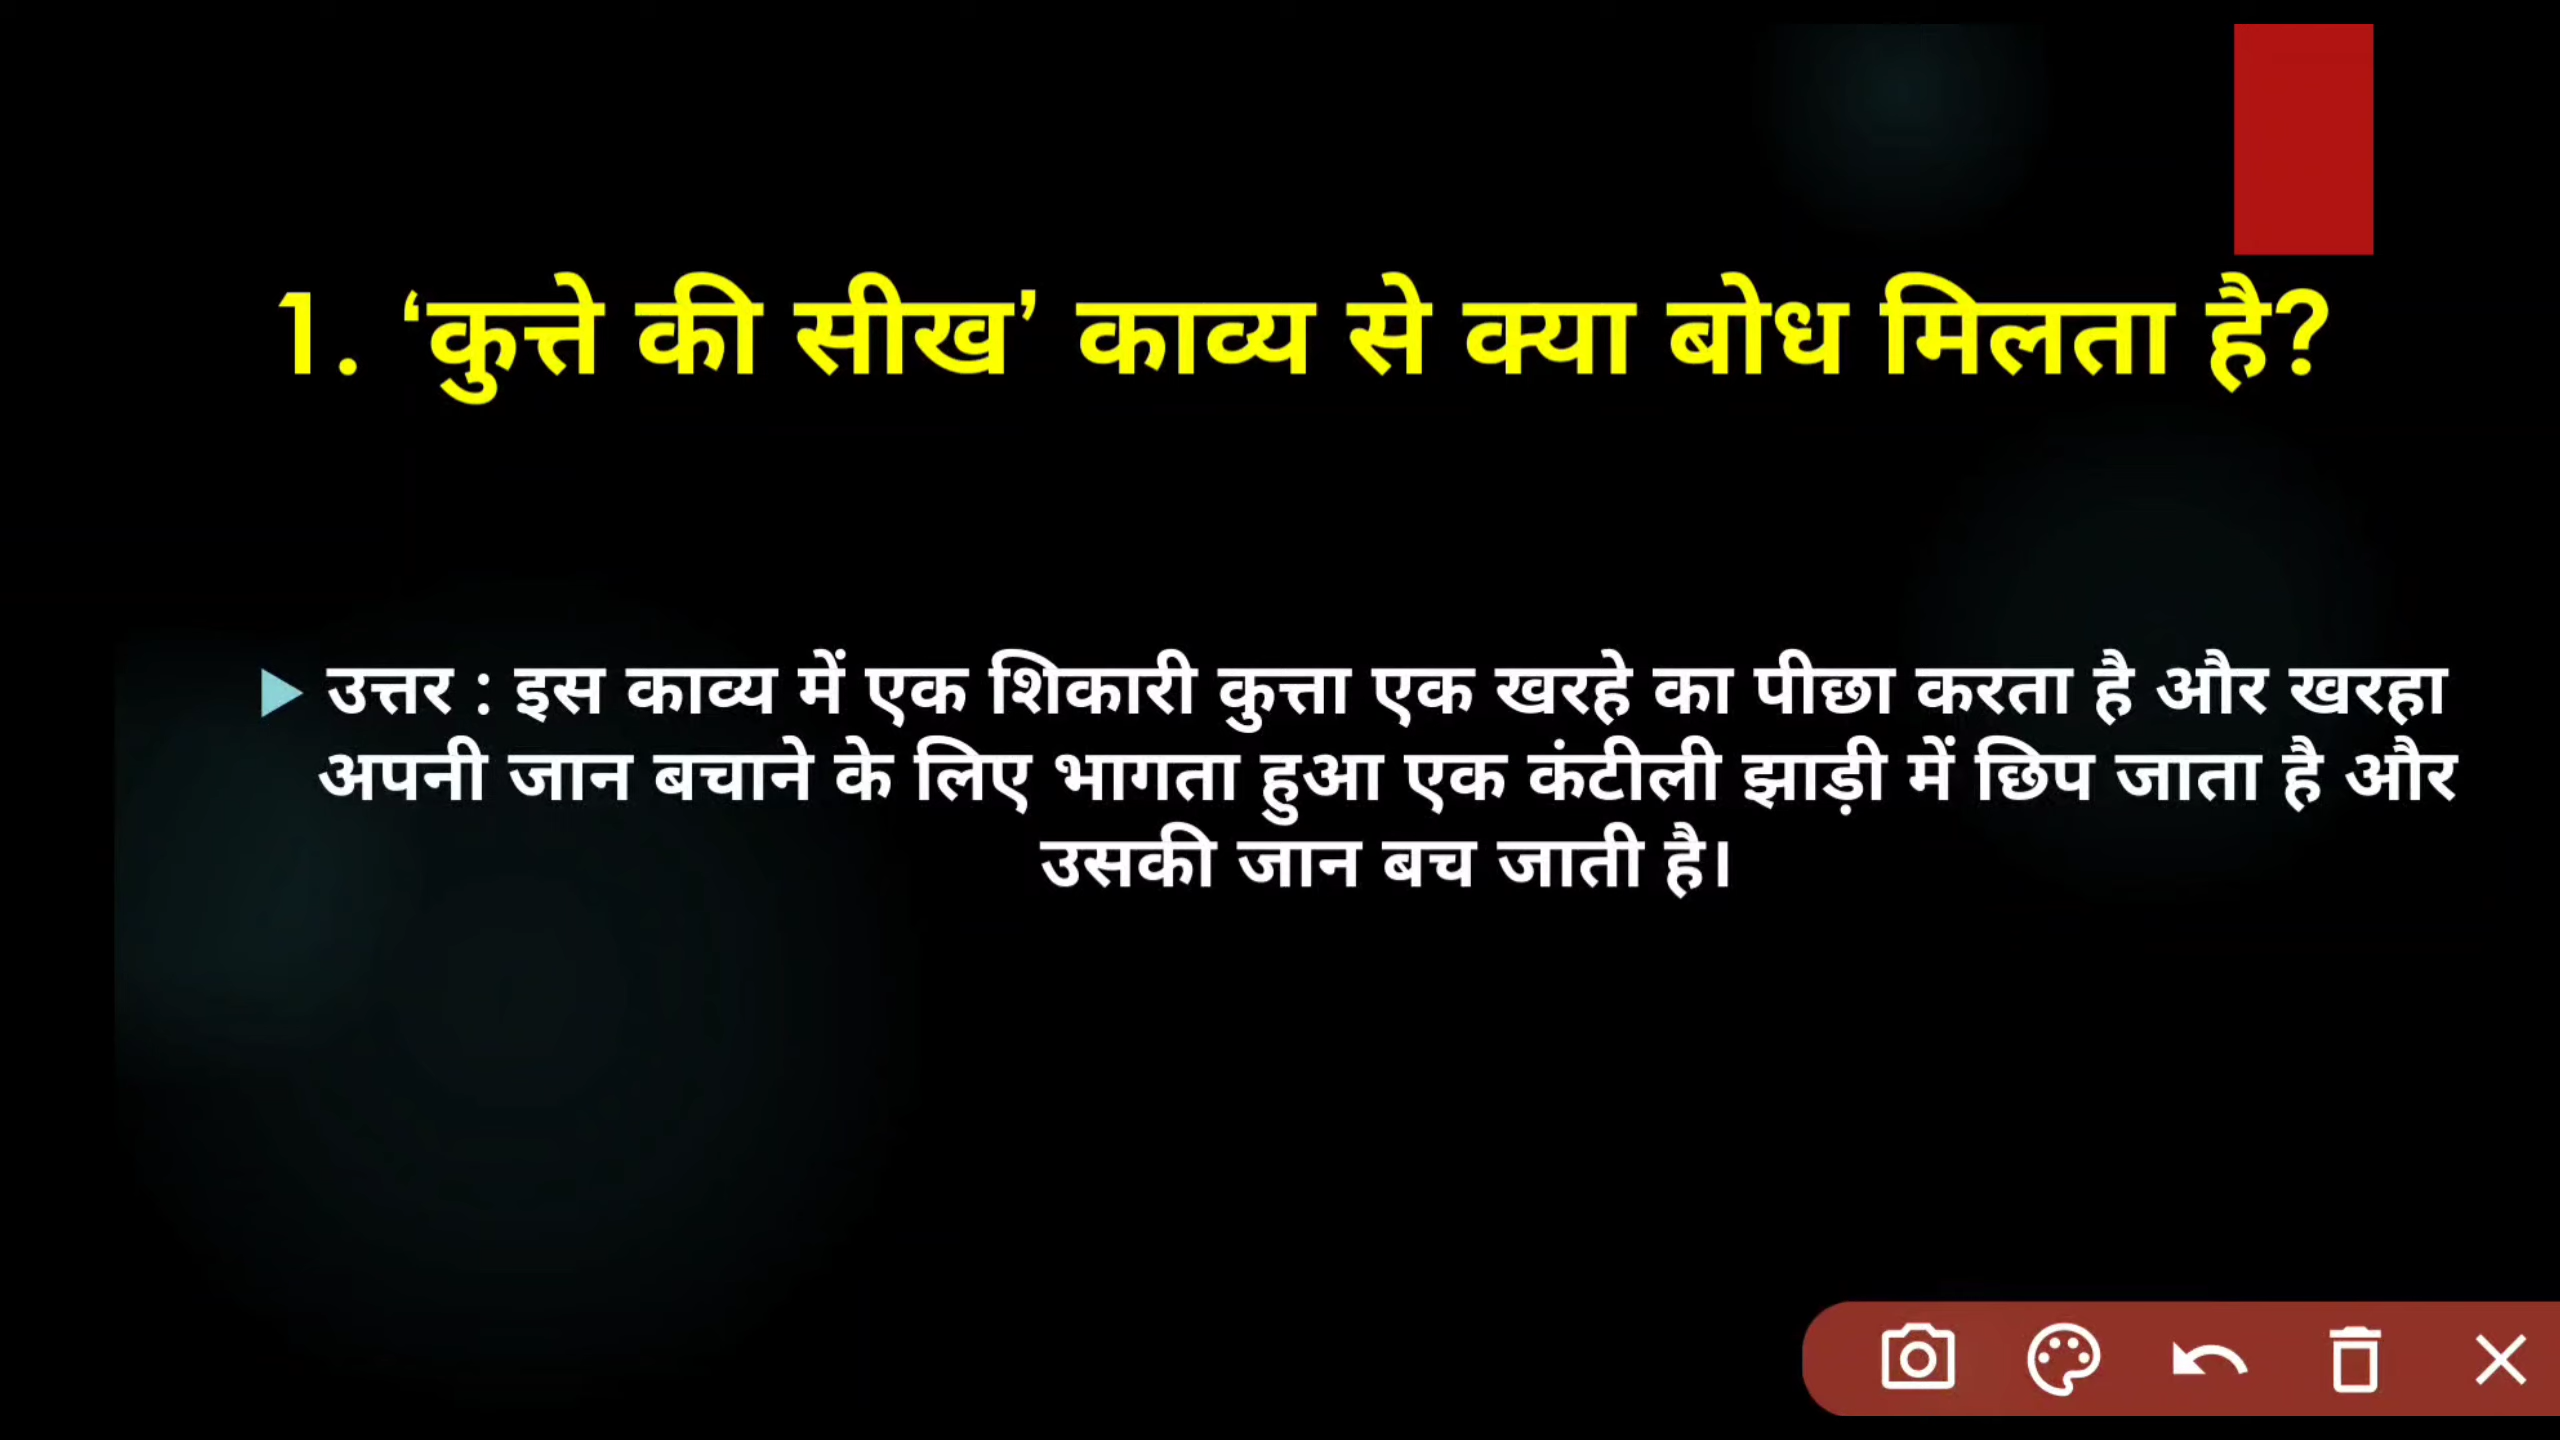 1. ‘कुत्ते की सीख’ काव्य से क्या बोध मिलता है?
उत्तर : इस काव्य में एक शिकारी कुत्ता एक खरहे का पीछा करता है और खरहा
अपनी जान बचाने के लिए भागता हुआ एक कंटीली झाड़ी में छिप जाता है और
उसकी जान बच जाती है।